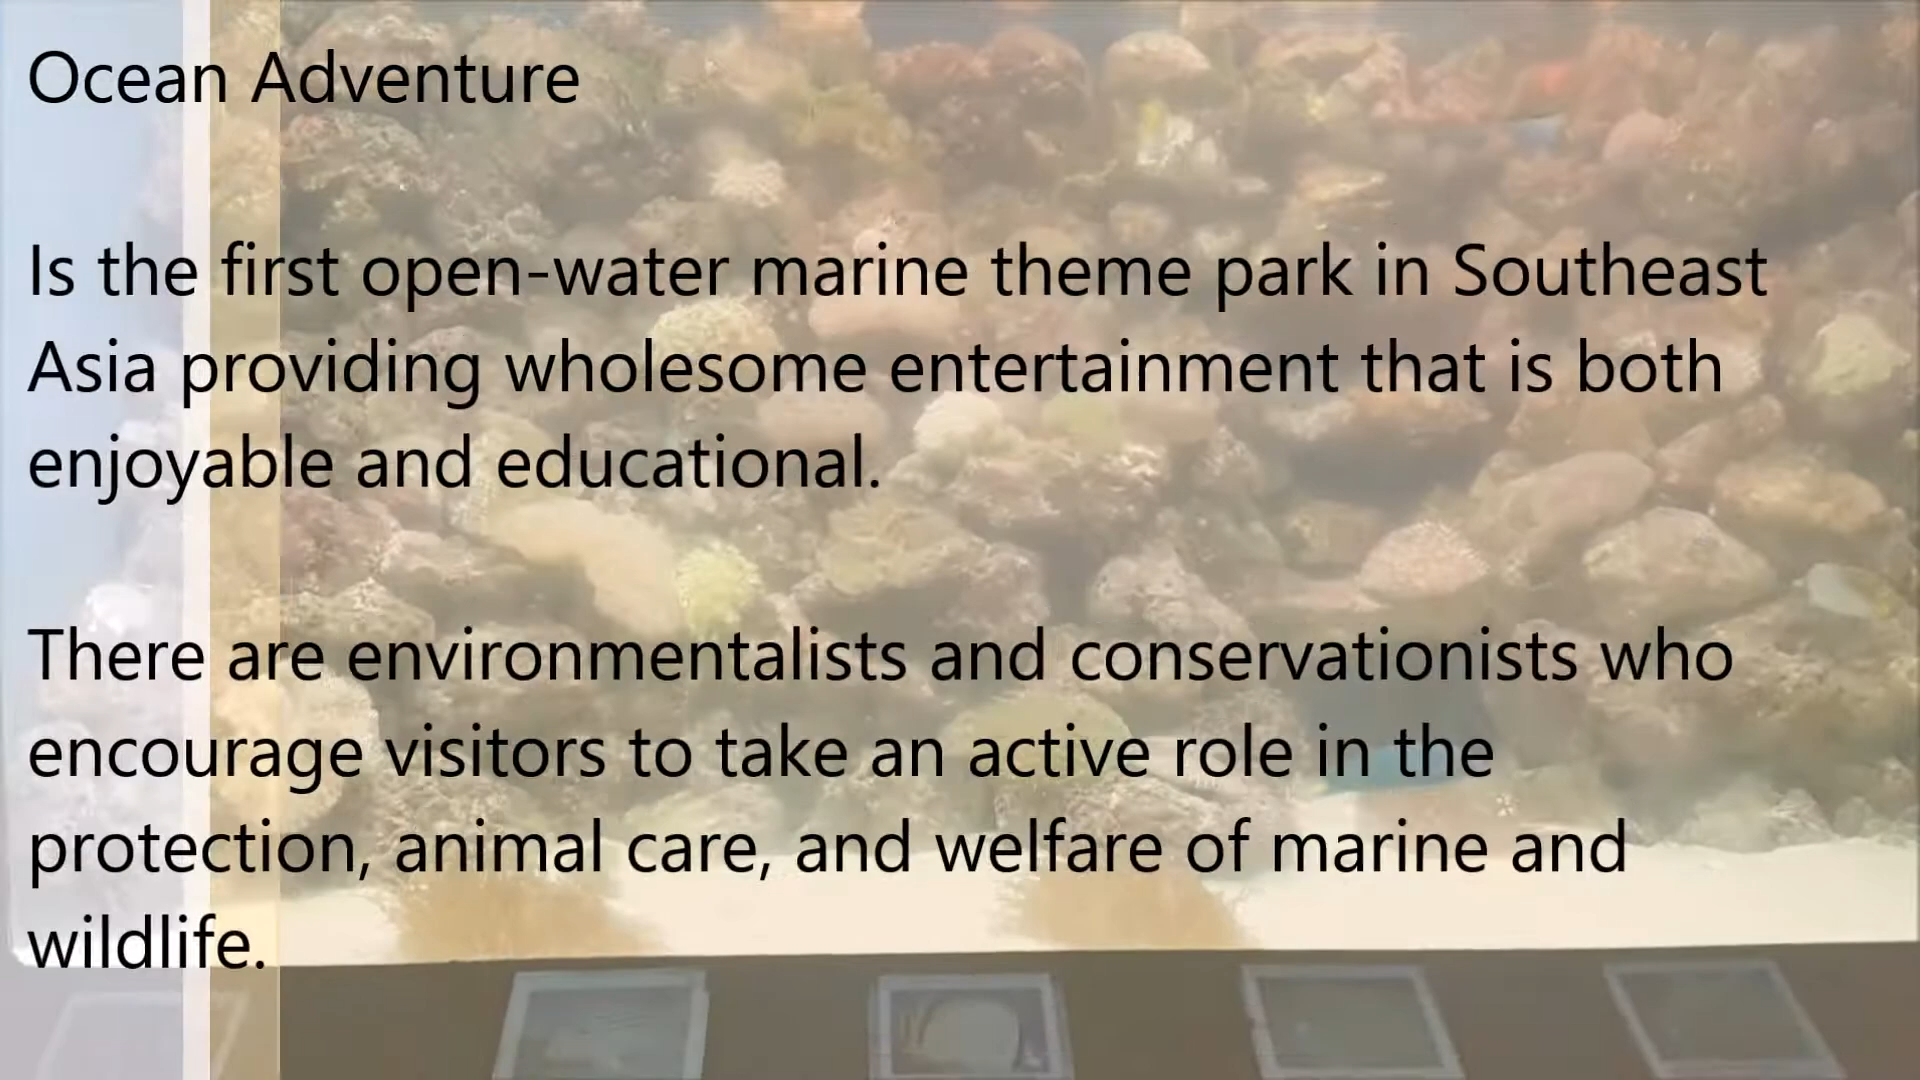 Ocean Adventure
Is the first open-water marine theme park in Southeast
Asia providing wholesome entertainment that is both
enjoyable and educational.
There are environmentalists and conservationists who
encourage visitors to take an active role in the
protection, animal care, and welfare of marine and
wildlife.